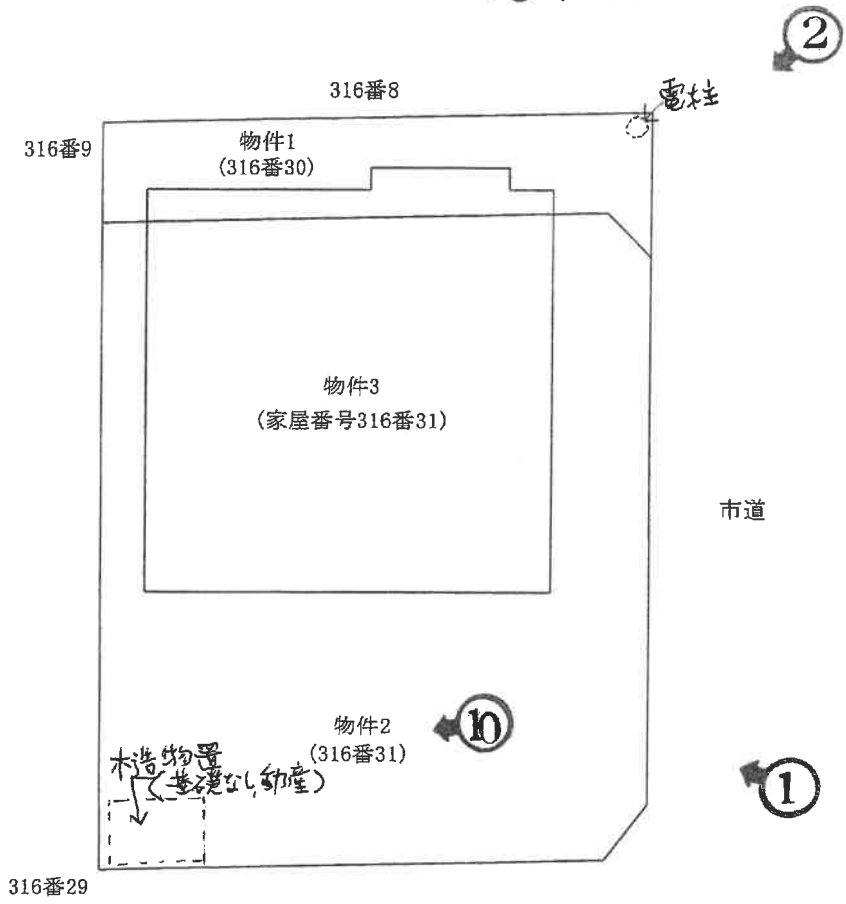 ②
316番8
電柱
316番9
物件1
(316番30)
物件3
(家屋番号316番31)
市道
物件2
(316番31)
⑩
木造物置
(基礎なし動産)
①
316番29